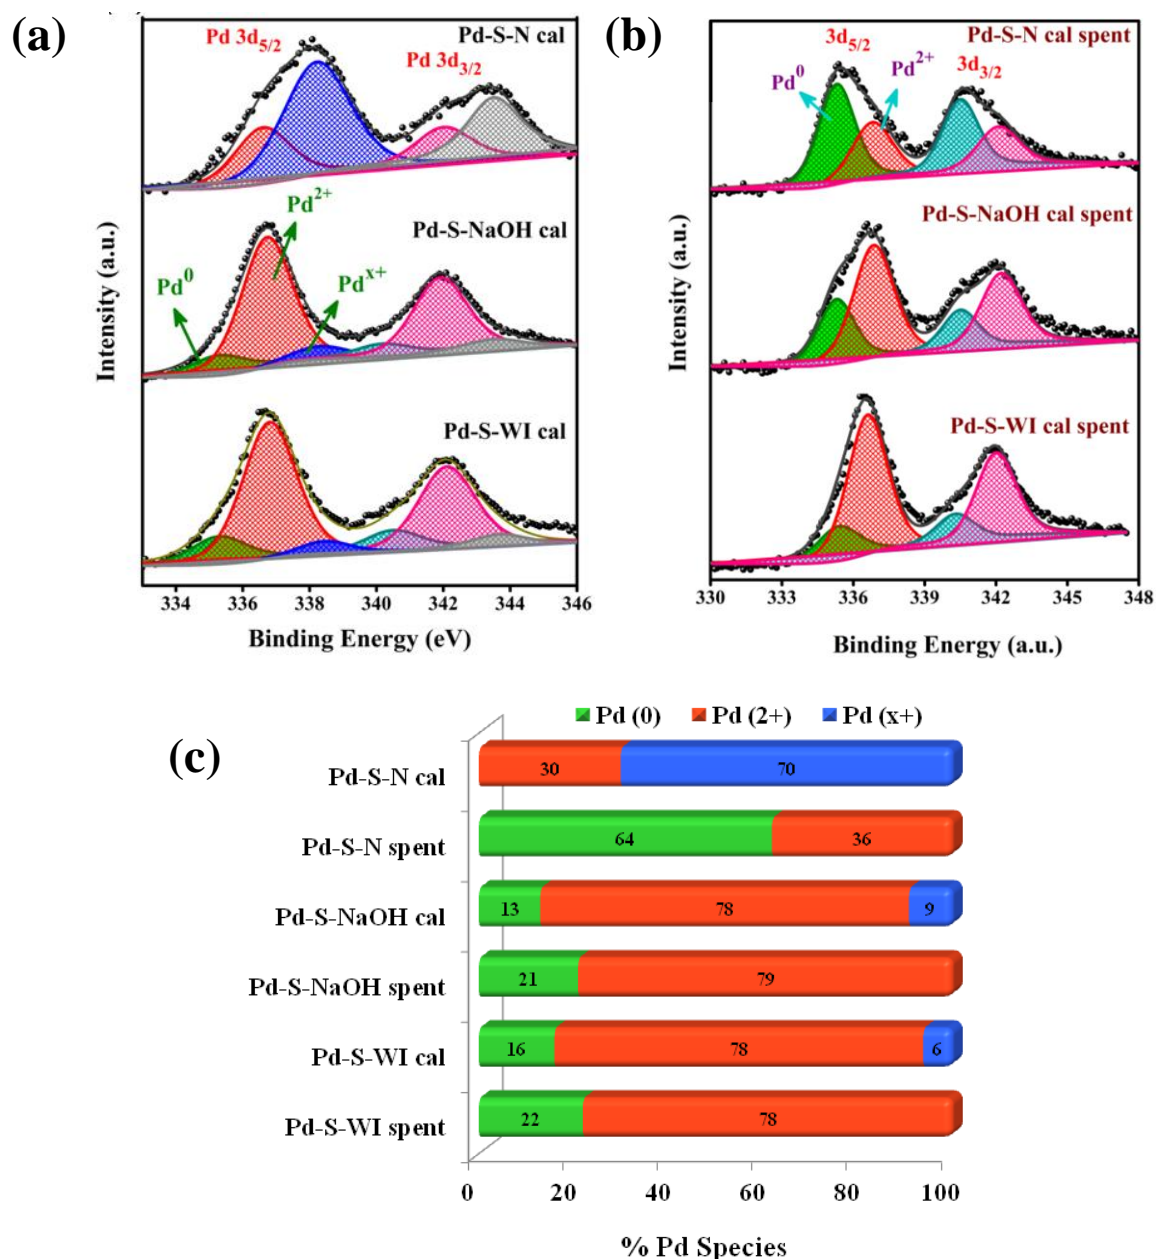 (a)
Pd 3d5/2
Pd-S-N cal
Pd 3d3/2
Pd2+
Pd-S-NaOH cal
Pd0
Pdx+
Pd-S-WI cal
Intensity (a.u.)
334 336 338 340 342 344 346
Binding Energy (eV)
(b)
Pd-S-N cal spent
3d5/2
Pd0
Pd2+
3d3/2
Pd-S-NaOH cal spent
Pd-S-WI cal spent
Intensity (a.u.)
330 333 336 339 342 345 348
Binding Energy (a.u.)
(c)
Pd (0) Pd (2+) Pd (x+)
Pd-S-N cal 30 70
Pd-S-N spent 64 36
Pd-S-NaOH cal 13 78 9
Pd-S-NaOH spent 21 79
Pd-S-WI cal 16 78 6
Pd-S-WI spent 22 78
0 20 40 60 80 100
% Pd Species